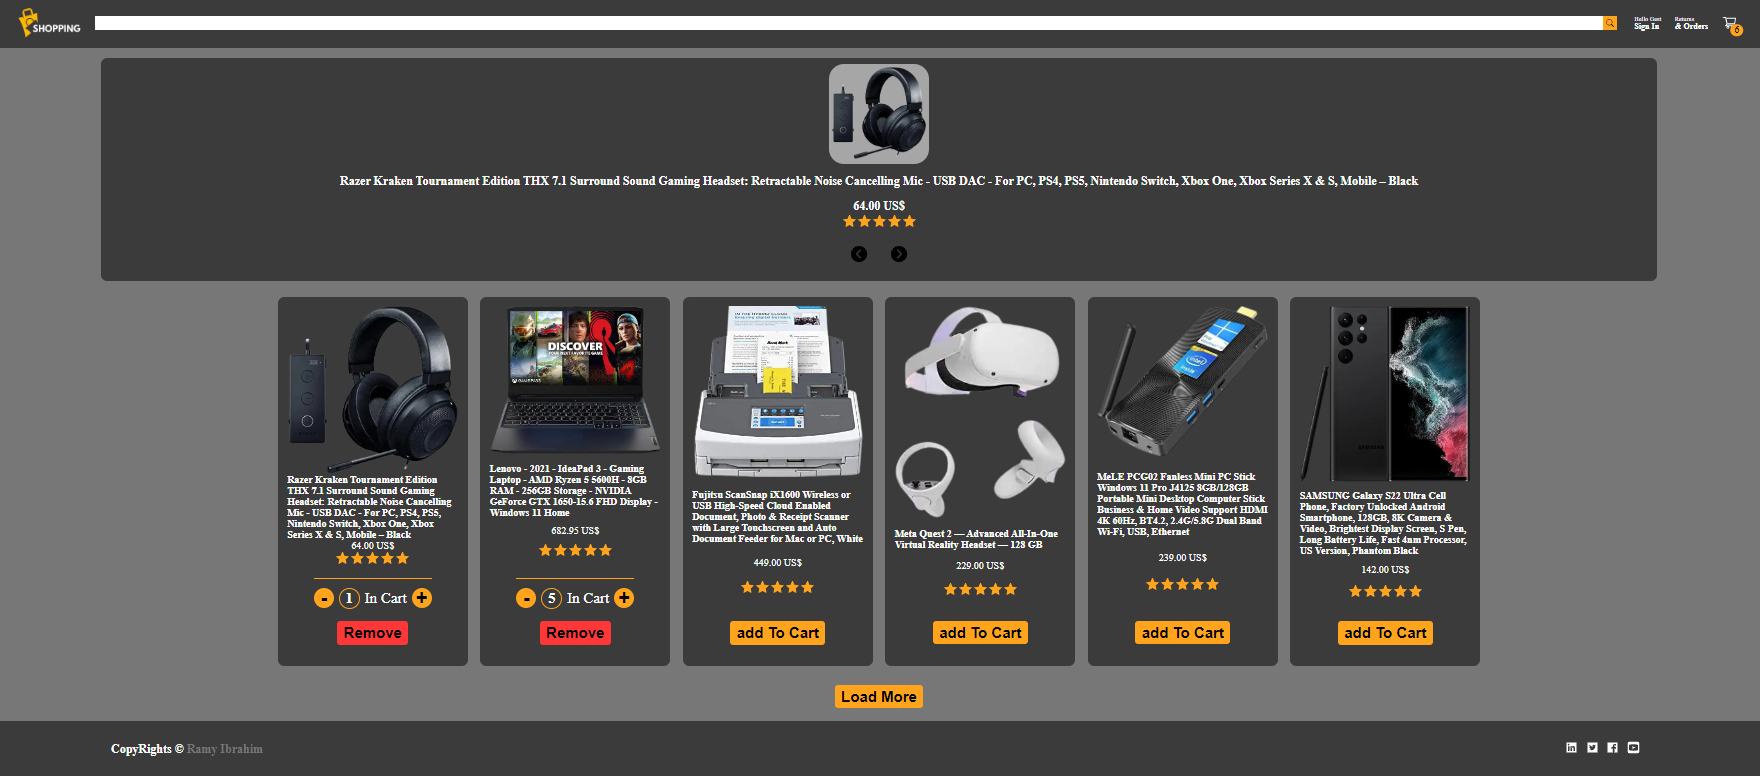 SHOPPING
Hello Gest
Sign In
Returns
& Orders
6
Razer Kraken Tournament Edition THX 7.1 Surround Sound Gaming Headset: Retractable Noise Cancelling Mic - USB DAC - For PC, PS4, PS5, Nintendo Switch, Xbox One, Xbox Series X & S, Mobile – Black
64.00 US$
Razer Kraken Tournament Edition
THX 7.1 Surround Sound Gaming
Headset: Retractable Noise Cancelling
Mic - USB DAC - For PC, PS4, PS5,
Nintendo Switch, Xbox One, Xbox
Series X & S, Mobile – Black
64.00 US$
- 1 In Cart +
Remove
DISCOVER
YOUR NEXT FAVORITE GAME
Lenovo - 2021 - IdeaPad 3 - Gaming
Laptop - AMD Ryzen 5 5600H - 8GB
RAM - 256GB Storage - NVIDIA
GeForce GTX 1650-15.6 FHD Display -
Windows 11 Home
682.95 US$
- 5 In Cart +
Remove
Fujitsu ScanSnap iX1600 Wireless or
USB High-Speed Cloud Enabled
Document, Photo & Receipt Scanner
with Large Touchscreen and Auto
Document Feeder for Mac or PC, White
449.00 US$
add To Cart
Meta Quest 2 — Advanced All-In-One
Virtual Reality Headset — 128 GB
229.00 US$
add To Cart
Windows
intel
MeLE PCG02 Fanless Mini PC Stick
Windows 11 Pro J4125 8GB/128GB
Portable Mini Desktop Computer Stick
Business & Home Video Support HDMI
4K 60Hz, BT4.2, 2.4G/5.8G Dual Band
Wi-Fi, USB, Ethernet
239.00 US$
add To Cart
SAMSUNG
SAMSUNG Galaxy S22 Ultra Cell
Phone, Factory Unlocked Android
Smartphone, 128GB, 8K Camera &
Video, Brightest Display Screen, S Pen,
Long Battery Life, Fast 4nm Processor,
US Version, Phantom Black
142.00 US$
add To Cart
Load More
CopyRights © Ramy Ibrahim